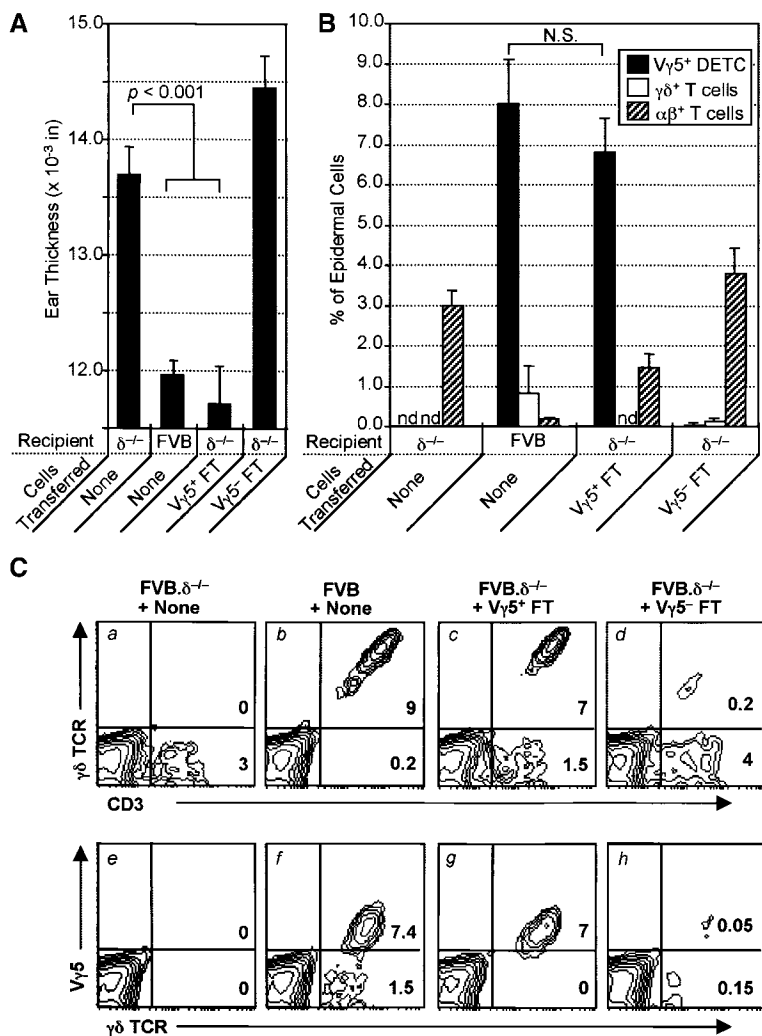 A
15.0
14.0
13.0
12.0
Ear Thickness (x 10⁻³ in)
p < 0.001
Recipient
δ⁻/⁻
FVB
δ⁻/⁻
δ⁻/⁻
Cells
Transferred
None
None
Vγ5⁺ FT
Vγ5⁻ FT
B
10.0
9.0
8.0
7.0
6.0
5.0
4.0
3.0
2.0
1.0
0.0
% of Epidermal Cells
N.S.
Vγ5⁺ DETC
γδ⁺ T cells
αβ⁺ T cells
nd nd
nd
Recipient
δ⁻/⁻
FVB
δ⁻/⁻
δ⁻/⁻
Cells
Transferred
None
None
Vγ5⁺ FT
Vγ5⁻ FT
C
FVB.δ⁻/⁻
+ None
FVB
+ None
FVB.δ⁻/⁻
+ Vγ5⁺ FT
FVB.δ⁻/⁻
+ Vγ5⁻ FT
γδ TCR
a
0
3
b
9
0.2
c
7
1.5
d
0.2
4
CD3
Vγ5
e
0
0
f
7.4
1.5
g
7
0
h
0.05
0.15
γδ TCR